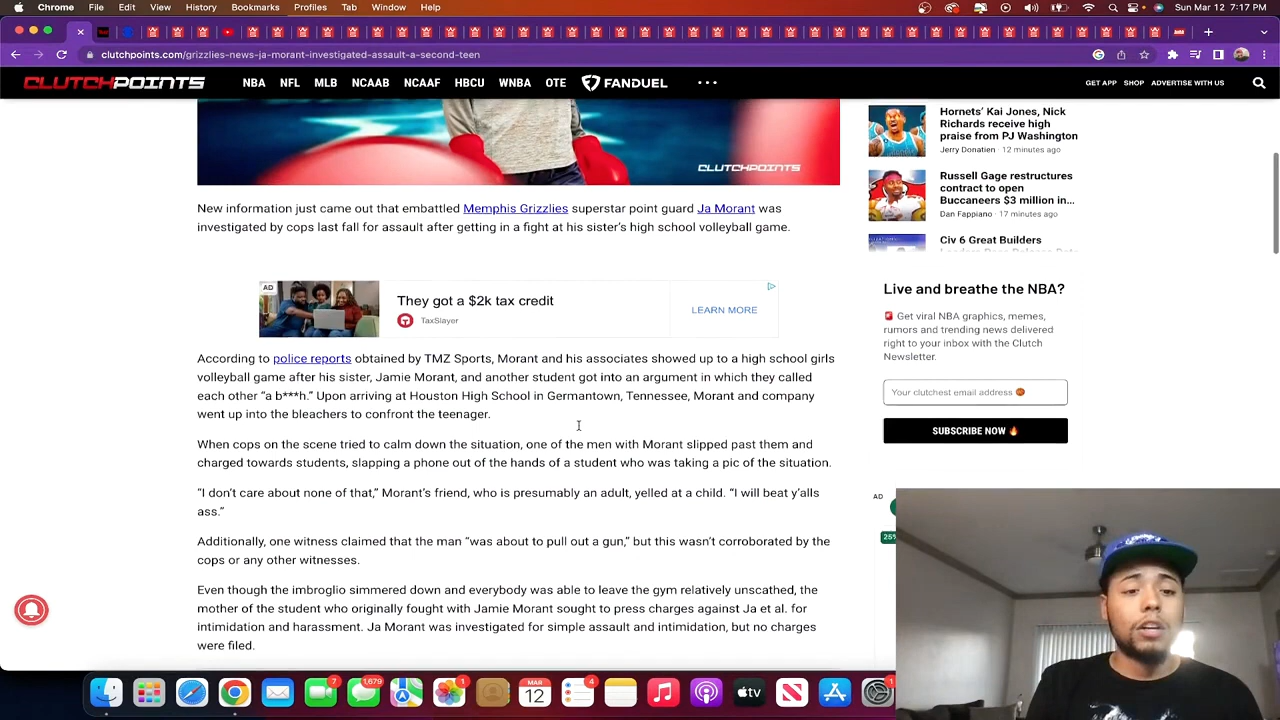 Chrome File Edit View History Bookmarks Profiles Tab Window Help
Sun Mar 12 7:17 PM
clutchpoints.com/grizzlies-news-ja-morant-investigated-assault-a-second-teen
CLUTCHPOINTS NBA NFL MLB NCAAB NCAAF HBCU WNBA OTE FANDUEL
GET APP SHOP ADVERTISE WITH US
CLUTCHPOINTS
New information just came out that embattled Memphis Grizzlies superstar point guard Ja Morant was
investigated by cops last fall for assault after getting in a fight at his sister's high school volleyball game.
AD
They got a $2k tax credit
TaxSlayer
LEARN MORE
According to police reports obtained by TMZ Sports, Morant and his associates showed up to a high school girls
volleyball game after his sister, Jamie Morant, and another student got into an argument in which they called
each other “a b***h.” Upon arriving at Houston High School in Germantown, Tennessee, Morant and company
went up into the bleachers to confront the teenager.
When cops on the scene tried to calm down the situation, one of the men with Morant slipped past them and
charged towards students, slapping a phone out of the hands of a student who was taking a pic of the situation.
“I don’t care about none of that,” Morant’s friend, who is presumably an adult, yelled at a child. “I will beat y’alls
ass.”
Additionally, one witness claimed that the man “was about to pull out a gun,” but this wasn’t corroborated by the
cops or any other witnesses.
Even though the imbroglio simmered down and everybody was able to leave the gym relatively unscathed, the
mother of the student who originally fought with Jamie Morant sought to press charges against Ja et al. for
intimidation and harassment. Ja Morant was investigated for simple assault and intimidation, but no charges
were filed.
Hornets’ Kai Jones, Nick
Richards receive high
praise from PJ Washington
Jerry Donatien · 12 minutes ago
Russell Gage restructures
contract to open
Buccaneers $3 million in...
Dan Fappiano · 17 minutes ago
Civ 6 Great Builders
Live and breathe the NBA?
Get viral NBA graphics, memes,
rumors and trending news delivered
right to your inbox with the Clutch
Newsletter.
Your clutchest email address
SUBSCRIBE NOW
AD
25%
7
1,679
1
MAR
12
4
tv
1